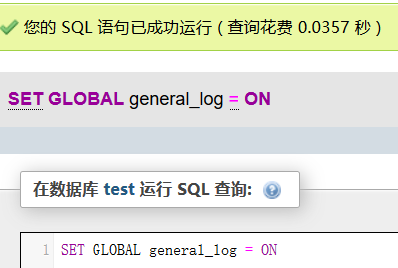 您的 SQL 语句已成功运行 ( 查询花费 0.0357 秒 )
SET GLOBAL general_log = ON
在数据库 test 运行 SQL 查询:
1 SET GLOBAL general_log = ON